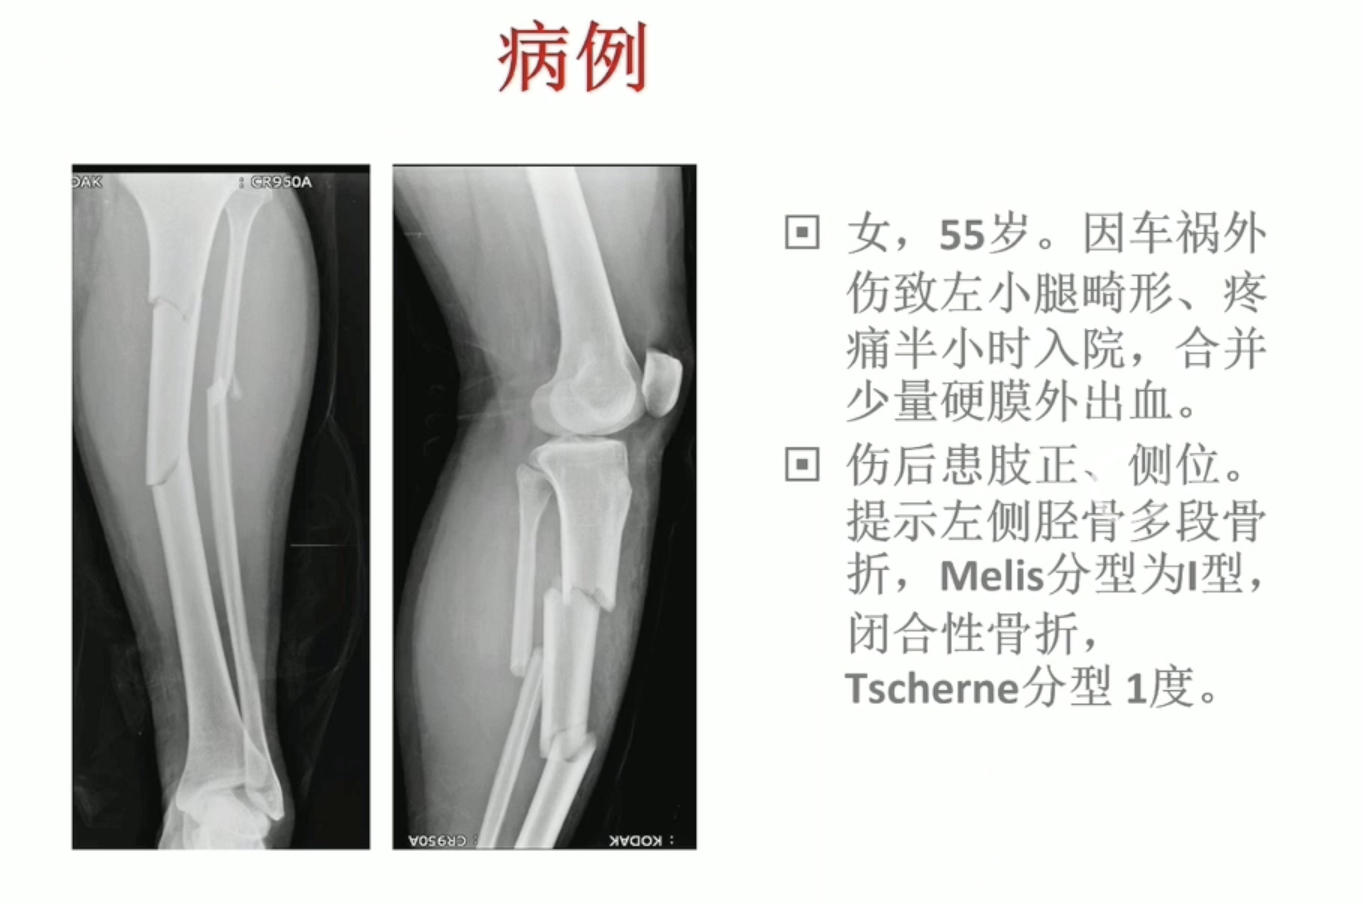 病例
DAK : CR950A
女，55岁。因车祸外
伤致左小腿畸形、疼
痛半小时入院，合并
少量硬膜外出血。
伤后患肢正、侧位。
提示左侧胫骨多段骨
折，Melis分型为I型，
闭合性骨折，
Tscherne分型 1度。
KODAK : CR950A